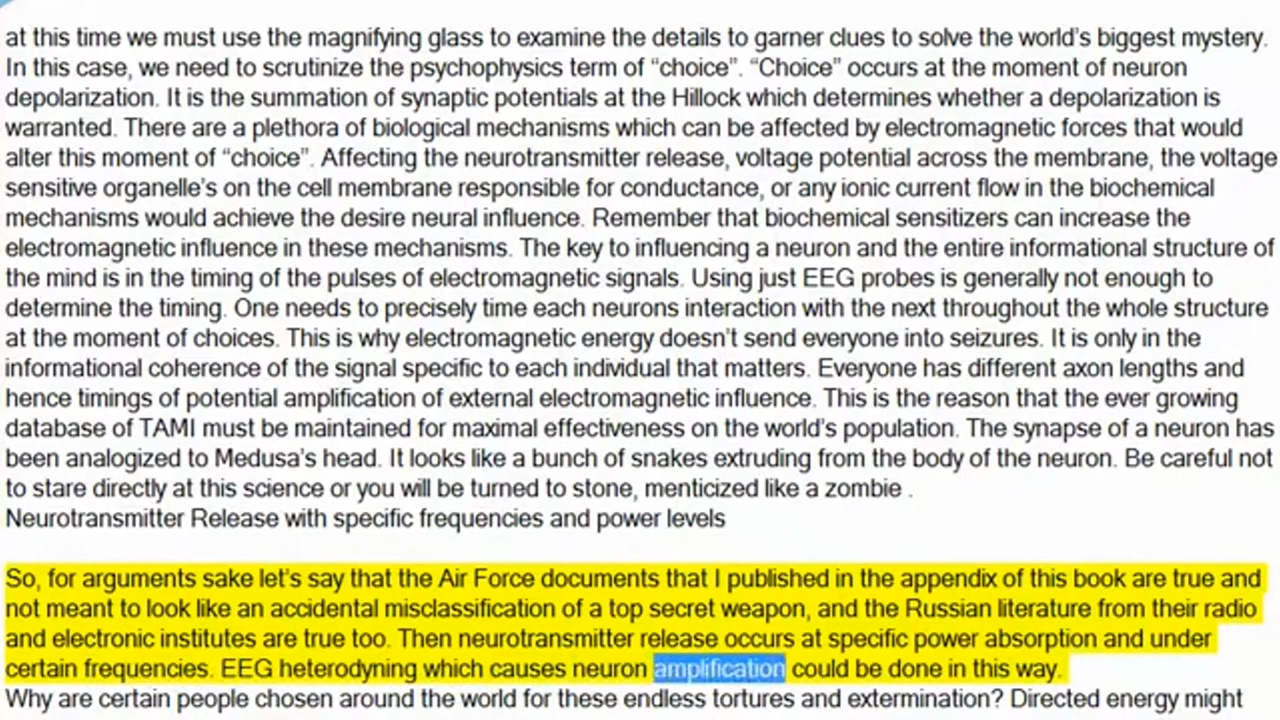 at this time we must use the magnifying glass to examine the details to garner clues to solve the world's biggest mystery.
In this case, we need to scrutinize the psychophysics term of “choice”. “Choice” occurs at the moment of neuron
depolarization. It is the summation of synaptic potentials at the Hillock which determines whether a depolarization is
warranted. There are a plethora of biological mechanisms which can be affected by electromagnetic forces that would
alter this moment of “choice”. Affecting the neurotransmitter release, voltage potential across the membrane, the voltage
sensitive organelle's on the cell membrane responsible for conductance, or any ionic current flow in the biochemical
mechanisms would achieve the desire neural influence. Remember that biochemical sensitizers can increase the
electromagnetic influence in these mechanisms. The key to influencing a neuron and the entire informational structure of
the mind is in the timing of the pulses of electromagnetic signals. Using just EEG probes is generally not enough to
determine the timing. One needs to precisely time each neurons interaction with the next throughout the whole structure
at the moment of choices. This is why electromagnetic energy doesn't send everyone into seizures. It is only in the
informational coherence of the signal specific to each individual that matters. Everyone has different axon lengths and
hence timings of potential amplification of external electromagnetic influence. This is the reason that the ever growing
database of TAMI must be maintained for maximal effectiveness on the world's population. The synapse of a neuron has
been analogized to Medusa's head. It looks like a bunch of snakes extruding from the body of the neuron. Be careful not
to stare directly at this science or you will be turned to stone, menticized like a zombie .
Neurotransmitter Release with specific frequencies and power levels
So, for arguments sake let's say that the Air Force documents that I published in the appendix of this book are true and
not meant to look like an accidental misclassification of a top secret weapon, and the Russian literature from their radio
and electronic institutes are true too. Then neurotransmitter release occurs at specific power absorption and under
certain frequencies. EEG heterodyning which causes neuron amplification could be done in this way.
Why are certain people chosen around the world for these endless tortures and extermination? Directed energy might